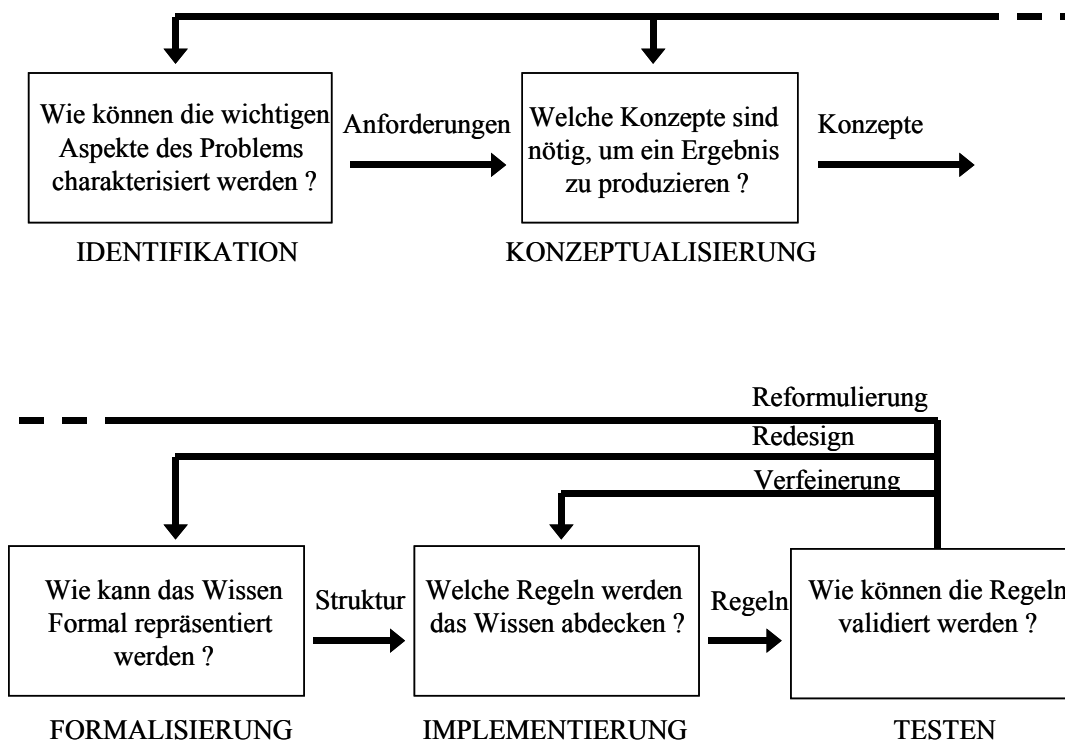 Wie können die wichtigen
Aspekte des Problems
charakterisiert werden ?
Anforderungen
Welche Konzepte sind
nötig, um ein Ergebnis
zu produzieren ?
Konzepte
IDENTIFIKATION
KONZEPTUALISIERUNG
Reformulierung
Redesign
Verfeinerung
Wie kann das Wissen
Formal repräsentiert
werden ?
Struktur
Welche Regeln werden
das Wissen abdecken ?
Regeln
Wie können die Regeln
validiert werden ?
FORMALISIERUNG
IMPLEMENTIERUNG
TESTEN